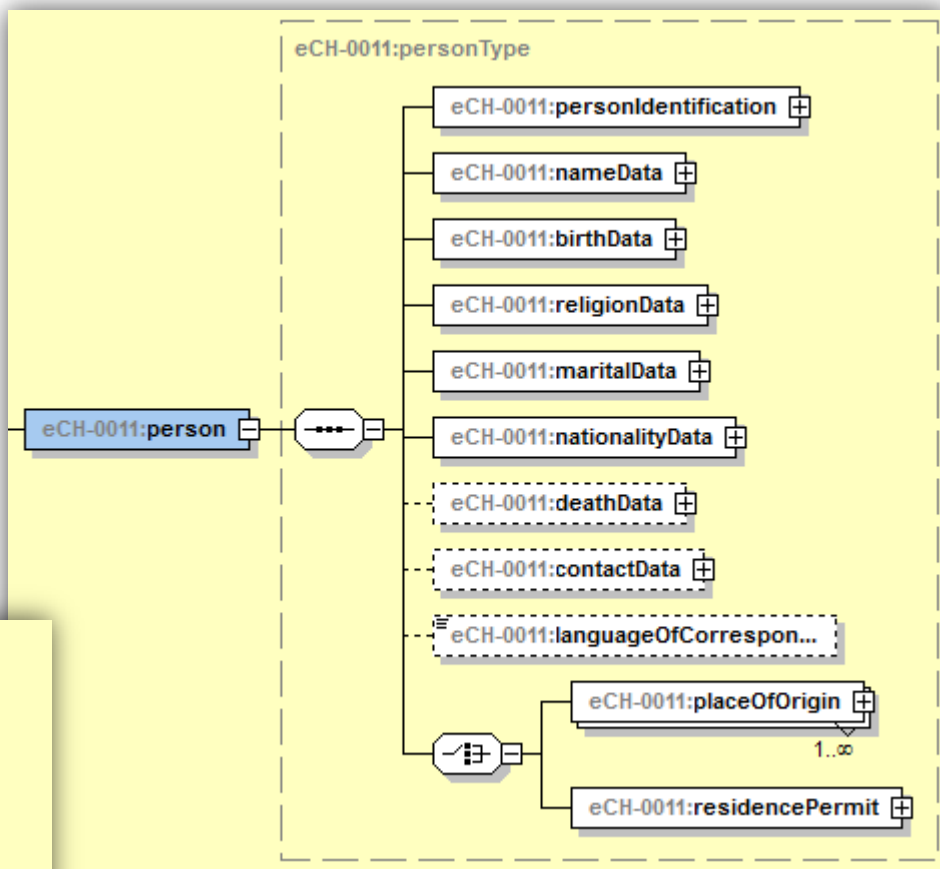 eCH-0011:personType
eCH-0011:personIdentification
eCH-0011:nameData
eCH-0011:birthData
eCH-0011:religionData
eCH-0011:maritalData
eCH-0011:person
eCH-0011:nationalityData
eCH-0011:deathData
eCH-0011:contactData
eCH-0011:languageOfCorrespon...
eCH-0011:placeOfOrigin
1..∞
eCH-0011:residencePermit